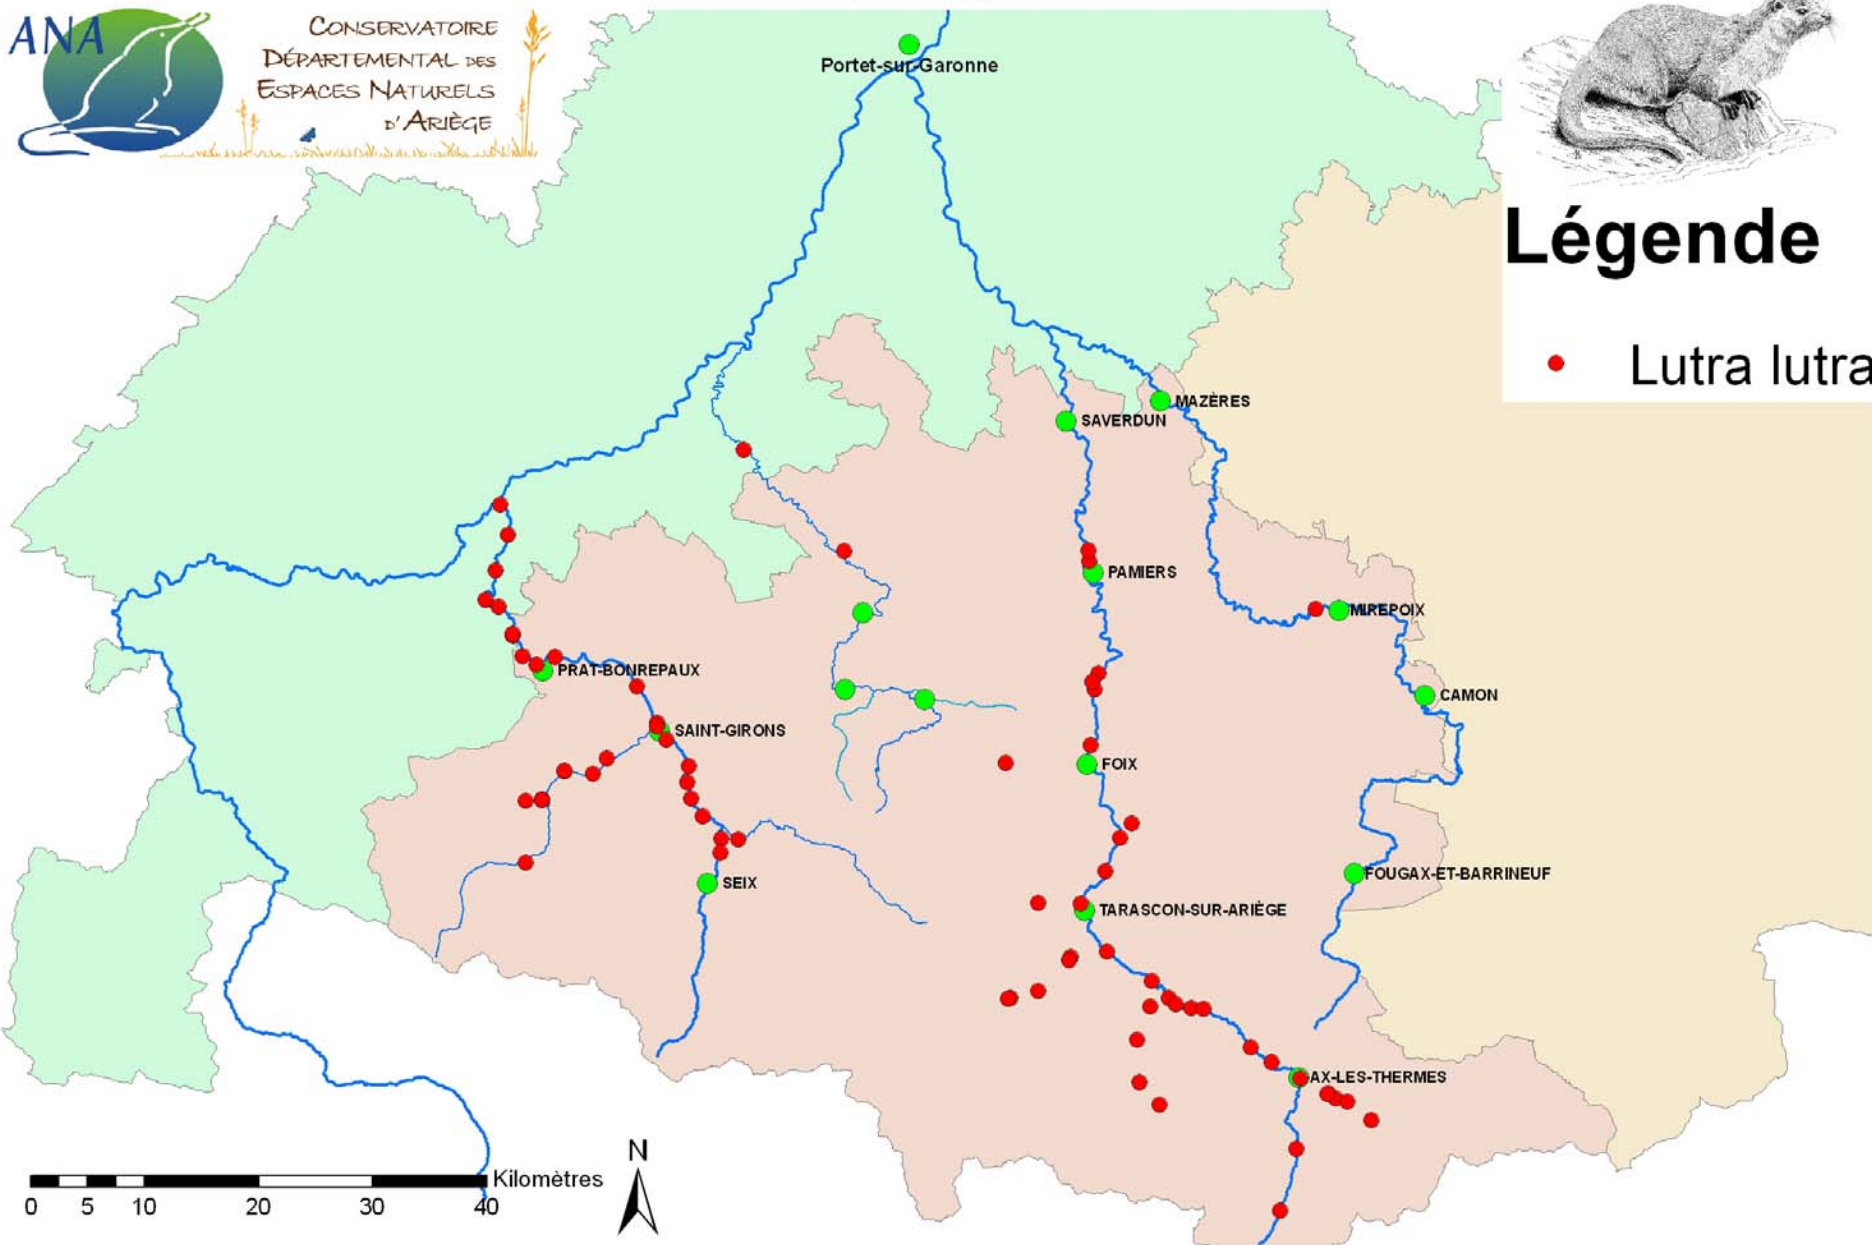 ANA
CONSERVATOIRE
DÉPARTEMENTAL DES
ESPACES NATURELS
D'ARIÈGE
Portet-sur-Garonne
Légende
Lutra lutra
MAZÈRES
SAVERDUN
PAMIERS
MIREPOIX
PRAT-BONREPAUX
CAMON
SAINT-GIRONS
FOIX
FOUGAX-ET-BARRINEUF
SEIX
TARASCON-SUR-ARIÈGE
AX-LES-THERMES
N
Kilomètres
0 5 10 20 30 40